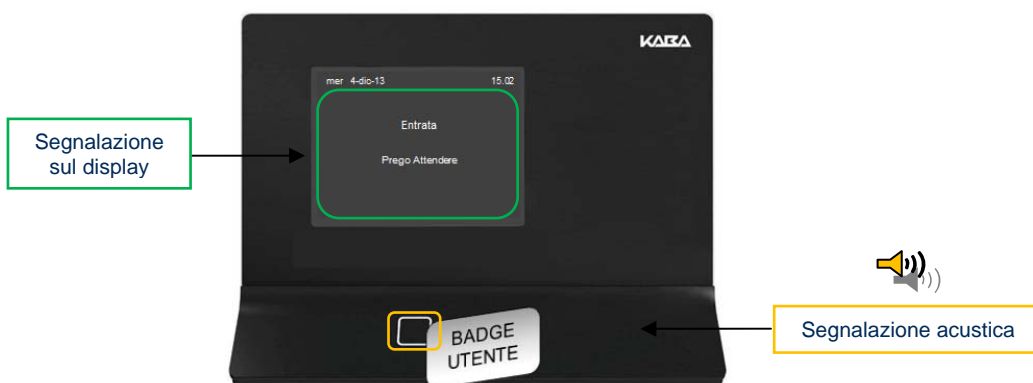 KABA
mer 4-dic-13 15.02
Entrata
Prego Attendere
Segnalazione
sul display
Segnalazione acustica
BADGE
UTENTE